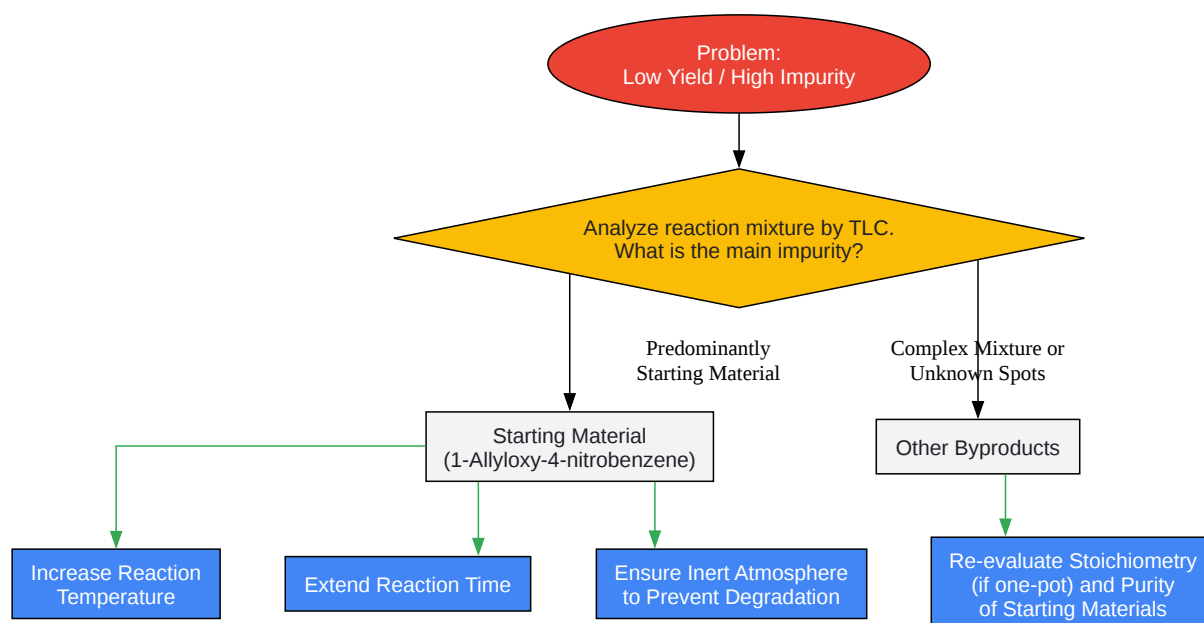 Problem:
Low Yield / High Impurity
Analyze reaction mixture by TLC.
What is the main impurity?
Predominantly
Starting Material
Complex Mixture or
Unknown Spots
Starting Material
(1-Allyloxy-4-nitrobenzene)
Other Byproducts
Increase Reaction
Temperature
Extend Reaction Time
Ensure Inert Atmosphere
to Prevent Degradation
Re-evaluate Stoichiometry
(if one-pot) and Purity
of Starting Materials